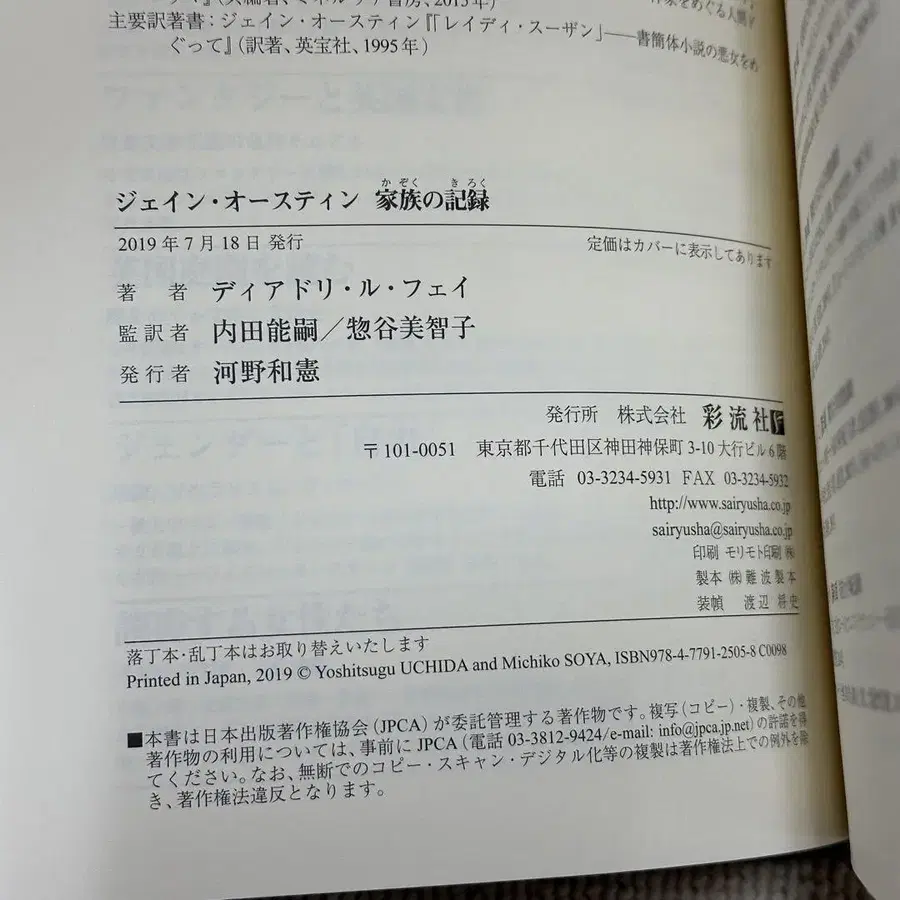 主要訳著書：ジェイン・オースティン『「レイディ・スーザン」――書簡体小説の悪女をめ
ぐって』（訳著、英宝社、1995年）
ジェイン・オースティン 家族の記録
かぞく きろく
2019年7月18日 発行
定価はカバーに表示してあります
著 者 ディアドリ・ル・フェイ
監訳者 内田能嗣／惣谷美智子
発行者 河野和憲
発行所 株式会社 彩流社
〒101-0051 東京都千代田区神田神保町3-10大行ビル6階
電話 03-3234-5931 FAX 03-3234-5932
http://www.sairyusha.co.jp
sairyusha@sairyusha.co.jp
印刷 モリモト印刷㈱
製本 ㈱難波製本
装幀 渡辺 将史
落丁本・乱丁本はお取り替えいたします
Printed in Japan, 2019 © Yoshitsugu UCHIDA and Michiko SOYA, ISBN978-4-7791-2505-8 C0098
■本書は日本出版著作権協会（JPCA）が委託管理する著作物です。複写（コピー）・複製、その他
著作物の利用については、事前にJPCA（電話 03-3812-9424/e-mail: info@jpca.jp.net）の許諾を得
てください。なお、無断でのコピー・スキャン・デジタル化等の複製は著作権法上での例外を除
き、著作権法違反となります。